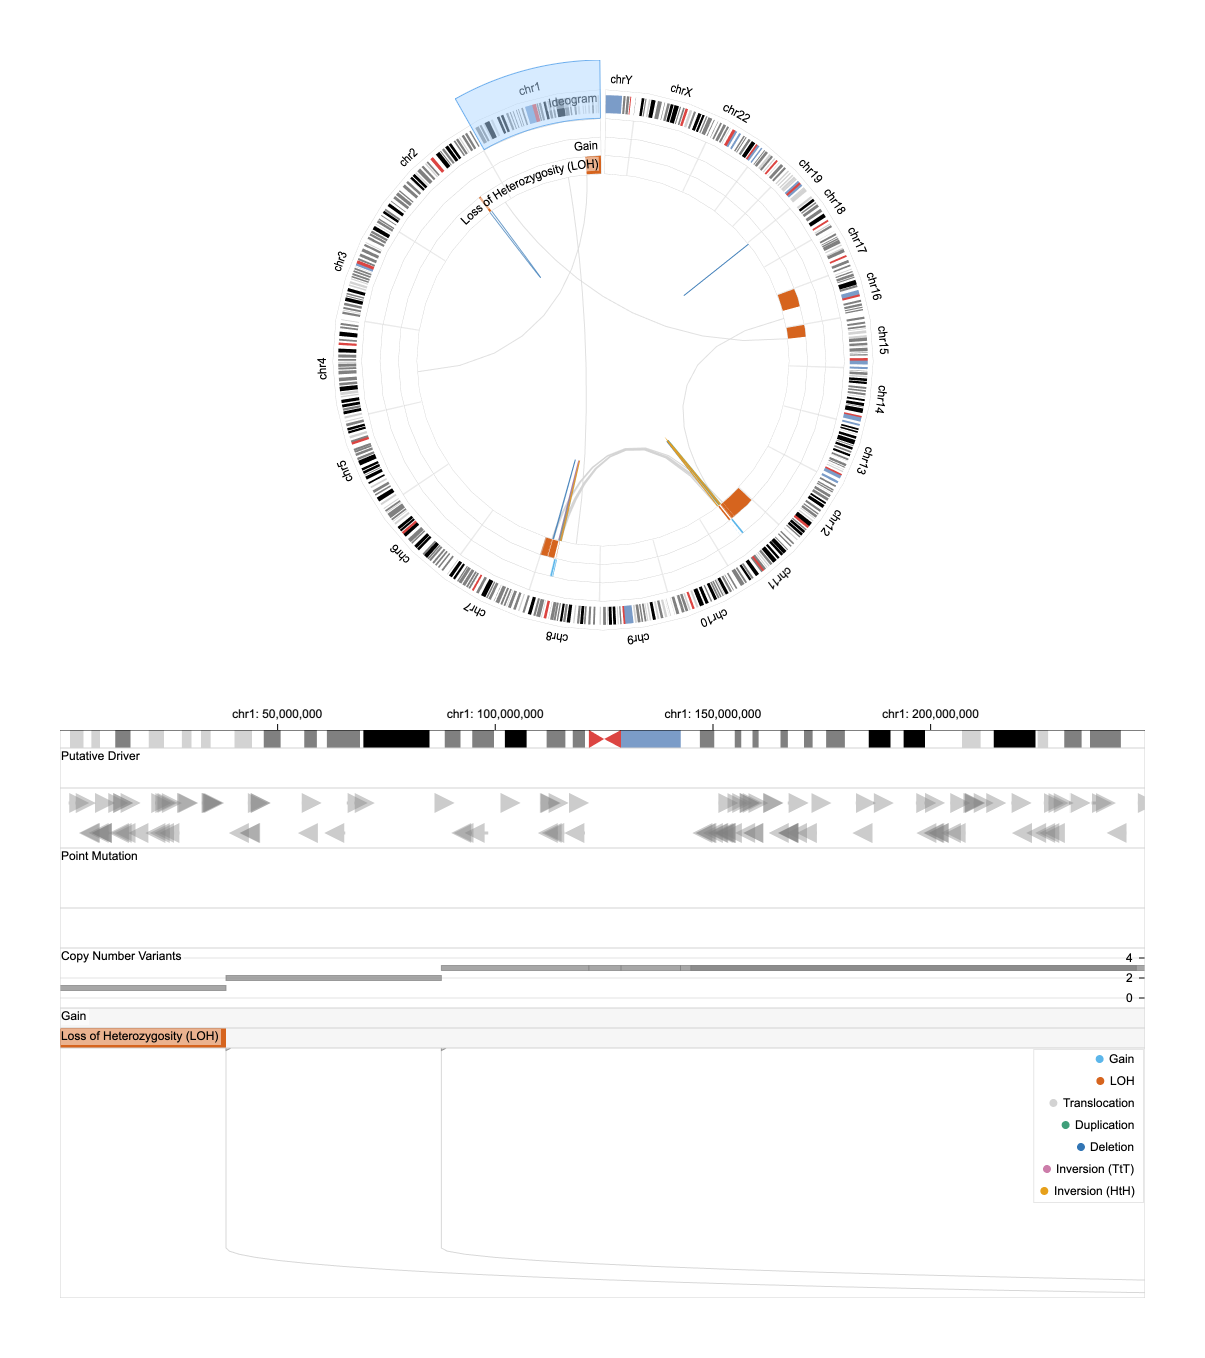 chrY
chrX
chr22
chr19
chr18
chr17
chr16
chr15
chr14
chr13
chr12
chr11
chr10
chr9
chr8
chr7
chr6
chr5
chr4
chr3
chr2
chr1
Ideogram
Gain
Loss of Heterozygosity (LOH)
chr1: 50,000,000
chr1: 100,000,000
chr1: 150,000,000
chr1: 200,000,000
Putative Driver
Point Mutation
Copy Number Variants
4
2
0
Gain
Loss of Heterozygosity (LOH)
Gain
LOH
Translocation
Duplication
Deletion
Inversion (TtT)
Inversion (HtH)